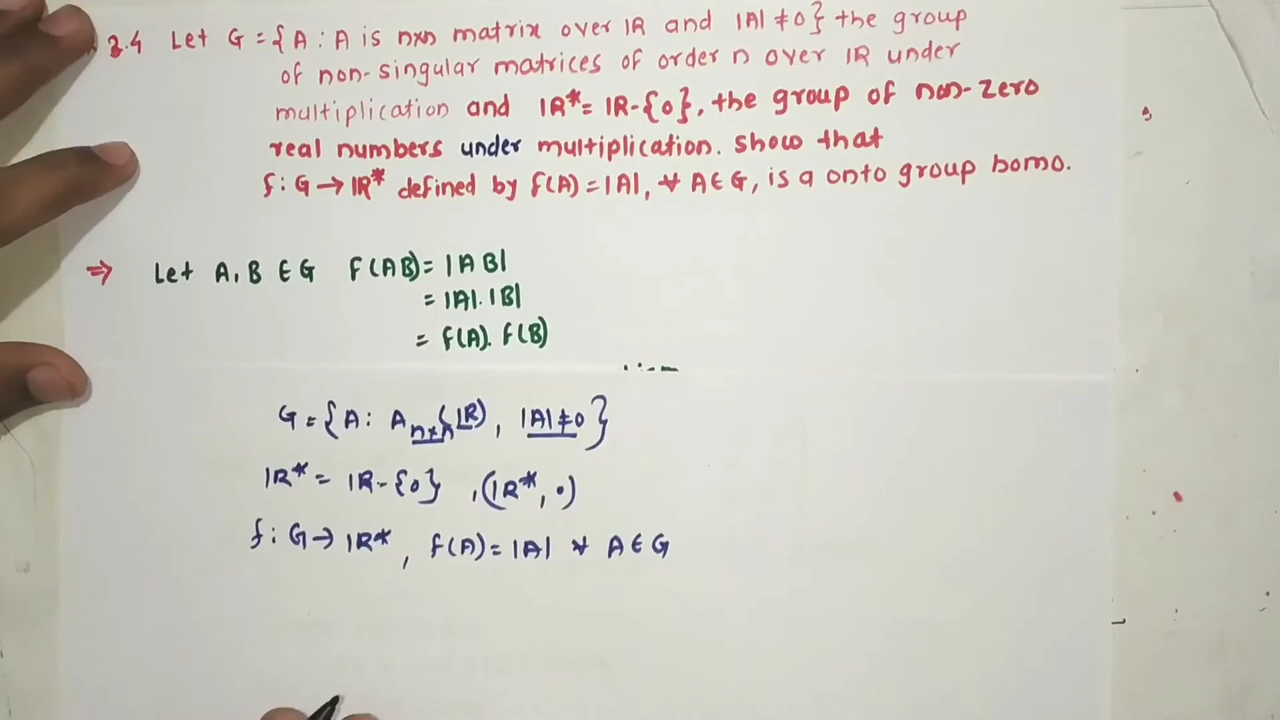 3.4 Let G = {A : A is n×n matrix over IR and |A| ≠ 0} the group
of non-singular matrices of order n over IR under
multiplication and IR* = IR-{0}, the group of non-zero
real numbers under multiplication. Show that
f : G → IR* defined by f(A) = |A|, ∀ A ∈ G, is a onto group homo.
⇒ Let A, B ∈ G f(AB) = |A B|
= |A|. |B|
= f(A). f(B)
G = {A : A n×n (IR), |A| ≠ 0}
IR* = IR-{0} , (IR*, •)
f : G → IR* , f(A) = |A| ∀ A ∈ G